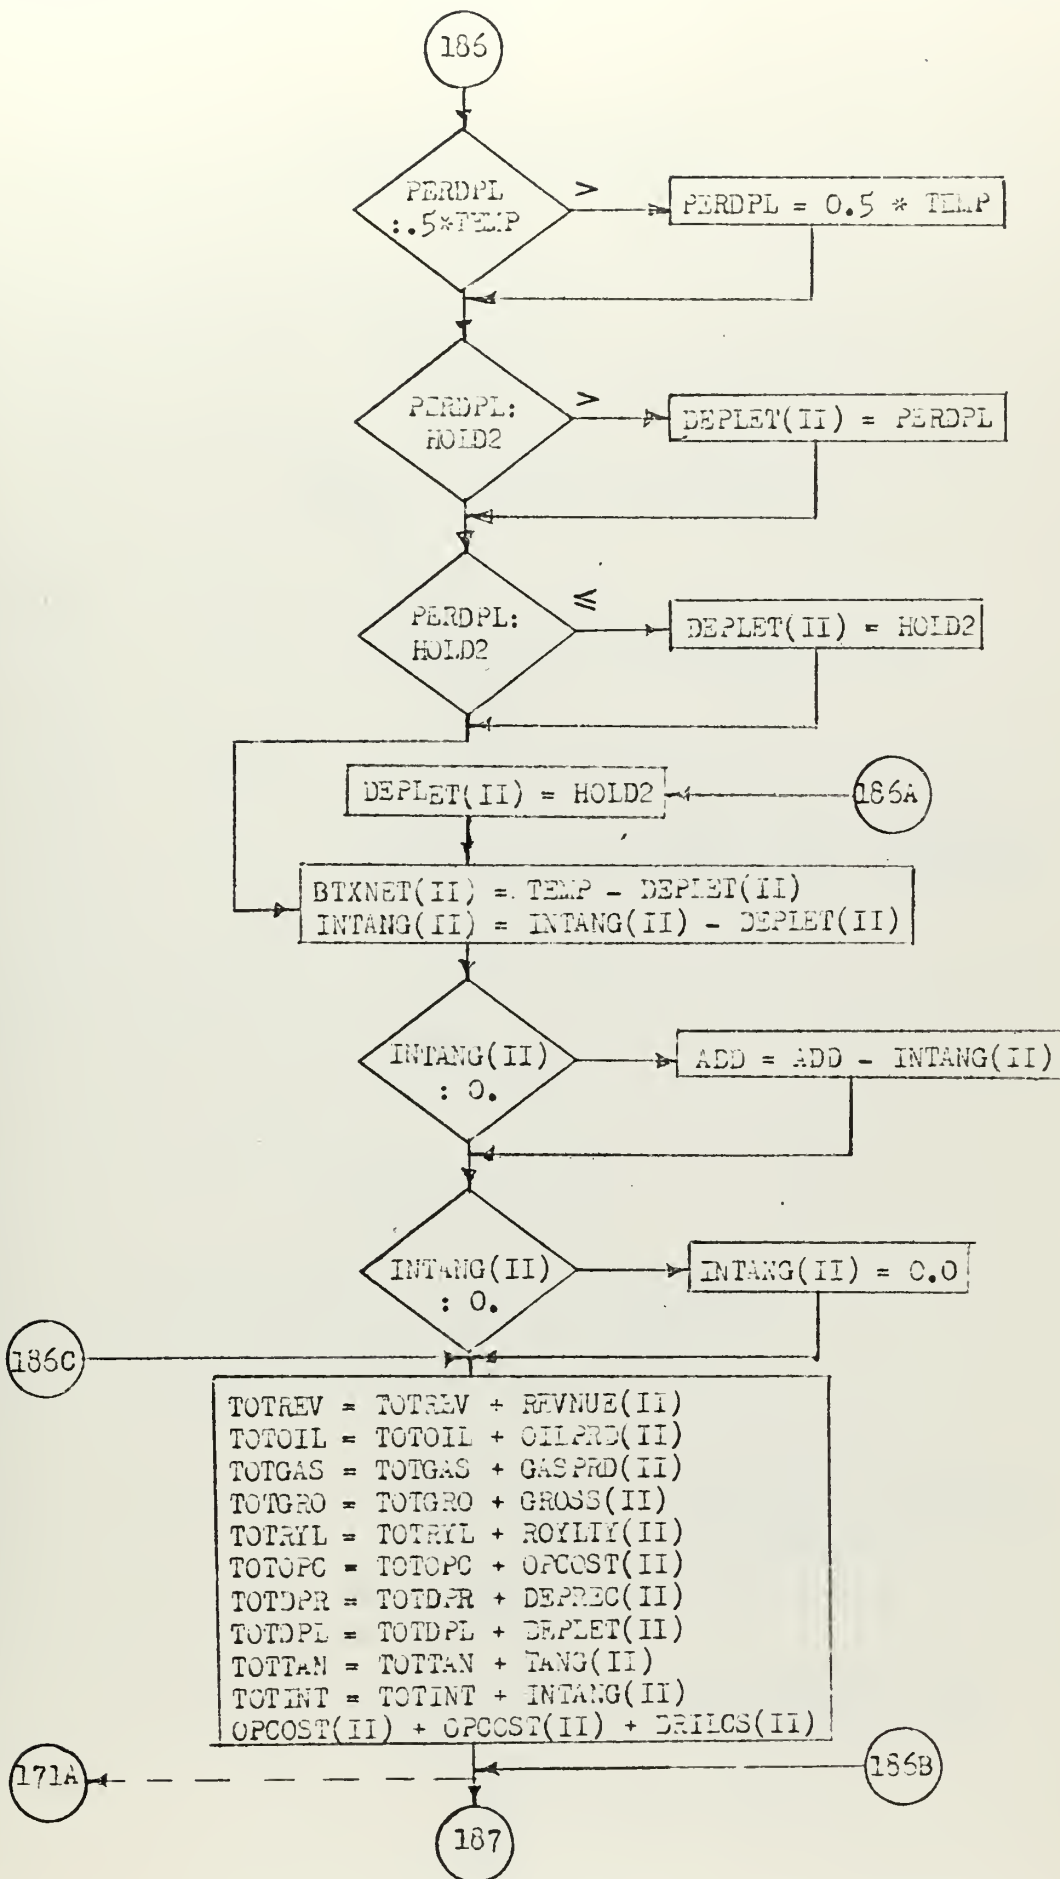 186
PERDPL
:.5*TEMP
>
PERDPL = 0.5 * TEMP
PERDPL:
HOLD2
>
DEPLET(II) = PERDPL
PERDPL:
HOLD2
≤
DEPLET(II) = HOLD2
DEPLET(II) = HOLD2
186A
BTXNET(II) = TEMP - DEPLET(II)
INTANG(II) = INTANG(II) - DEPLET(II)
INTANG(II)
: 0.
ADD = ADD - INTANG(II)
INTANG(II)
: 0.
INTANG(II) = 0.0
186C
TOTREV = TOTREV + REVNUE(II)
TOTOIL = TOTOIL + OILPRD(II)
TOTGAS = TOTGAS + GASPRD(II)
TOTGRO = TOTGRO + GROSS(II)
TOTRYL = TOTRYL + ROYLTY(II)
TOTOPC = TOTOPC + OPCOST(II)
TOTDPR = TOTDPR + DEPREC(II)
TOTDPL = TOTDPL + DEPLET(II)
TOTTAN = TOTTAN + TANG(II)
TOTINT = TOTINT + INTANG(II)
OPCOST(II) + OPCOST(II) + DRILCS(II)
171A
186B
187